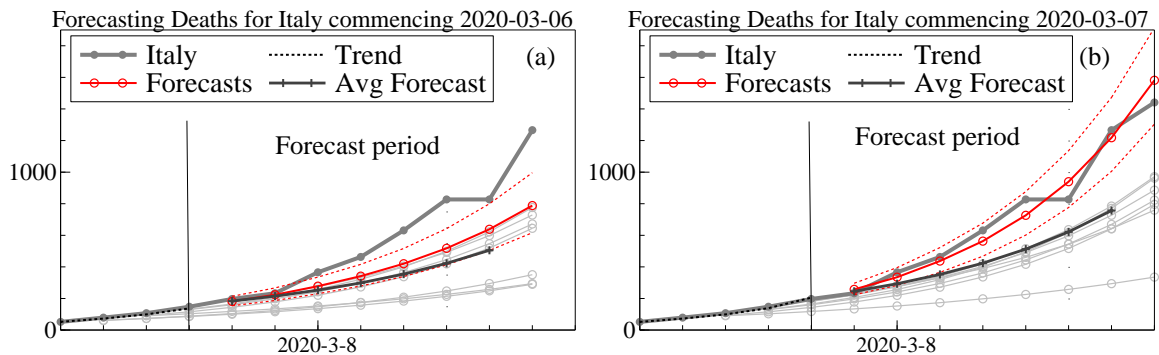 Forecasting Deaths for Italy commencing 2020-03-06
Italy
Trend
(a)
Forecasts
Avg Forecast
Forecast period
1000
0
2020-3-8
Forecasting Deaths for Italy commencing 2020-03-07
Italy
Trend
(b)
Forecasts
Avg Forecast
Forecast period
1000
0
2020-3-8